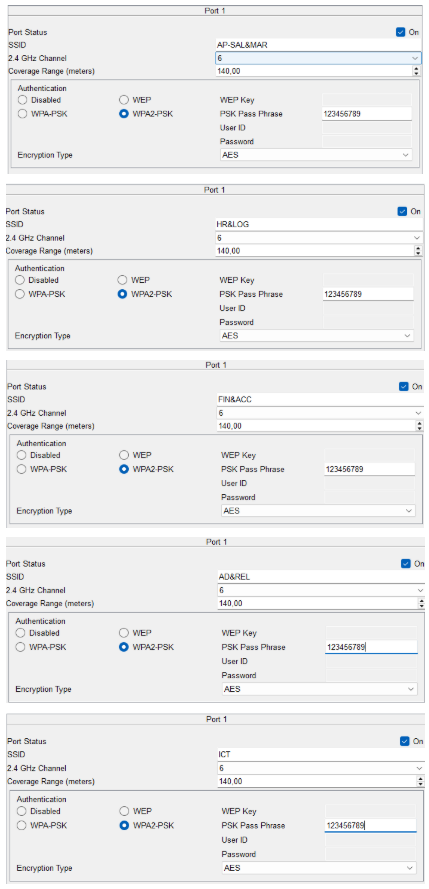 Port 1
Port Status On
SSID AP-SAL&MAR
2.4 GHz Channel 6
Coverage Range (meters) 140,00
Authentication
Disabled WEP WEP Key
WPA-PSK WPA2-PSK PSK Pass Phrase 123456789
User ID
Password
Encryption Type AES
Port 1
Port Status On
SSID HR&LOG
2.4 GHz Channel 6
Coverage Range (meters) 140,00
Authentication
Disabled WEP WEP Key
WPA-PSK WPA2-PSK PSK Pass Phrase 123456789
User ID
Password
Encryption Type AES
Port 1
Port Status On
SSID FIN&ACC
2.4 GHz Channel 6
Coverage Range (meters) 140,00
Authentication
Disabled WEP WEP Key
WPA-PSK WPA2-PSK PSK Pass Phrase 123456789
User ID
Password
Encryption Type AES
Port 1
Port Status On
SSID AD&REL
2.4 GHz Channel 6
Coverage Range (meters) 140,00
Authentication
Disabled WEP WEP Key
WPA-PSK WPA2-PSK PSK Pass Phrase 123456789
User ID
Password
Encryption Type AES
Port 1
Port Status On
SSID ICT
2.4 GHz Channel 6
Coverage Range (meters) 140,00
Authentication
Disabled WEP WEP Key
WPA-PSK WPA2-PSK PSK Pass Phrase 123456789
User ID
Password
Encryption Type AES